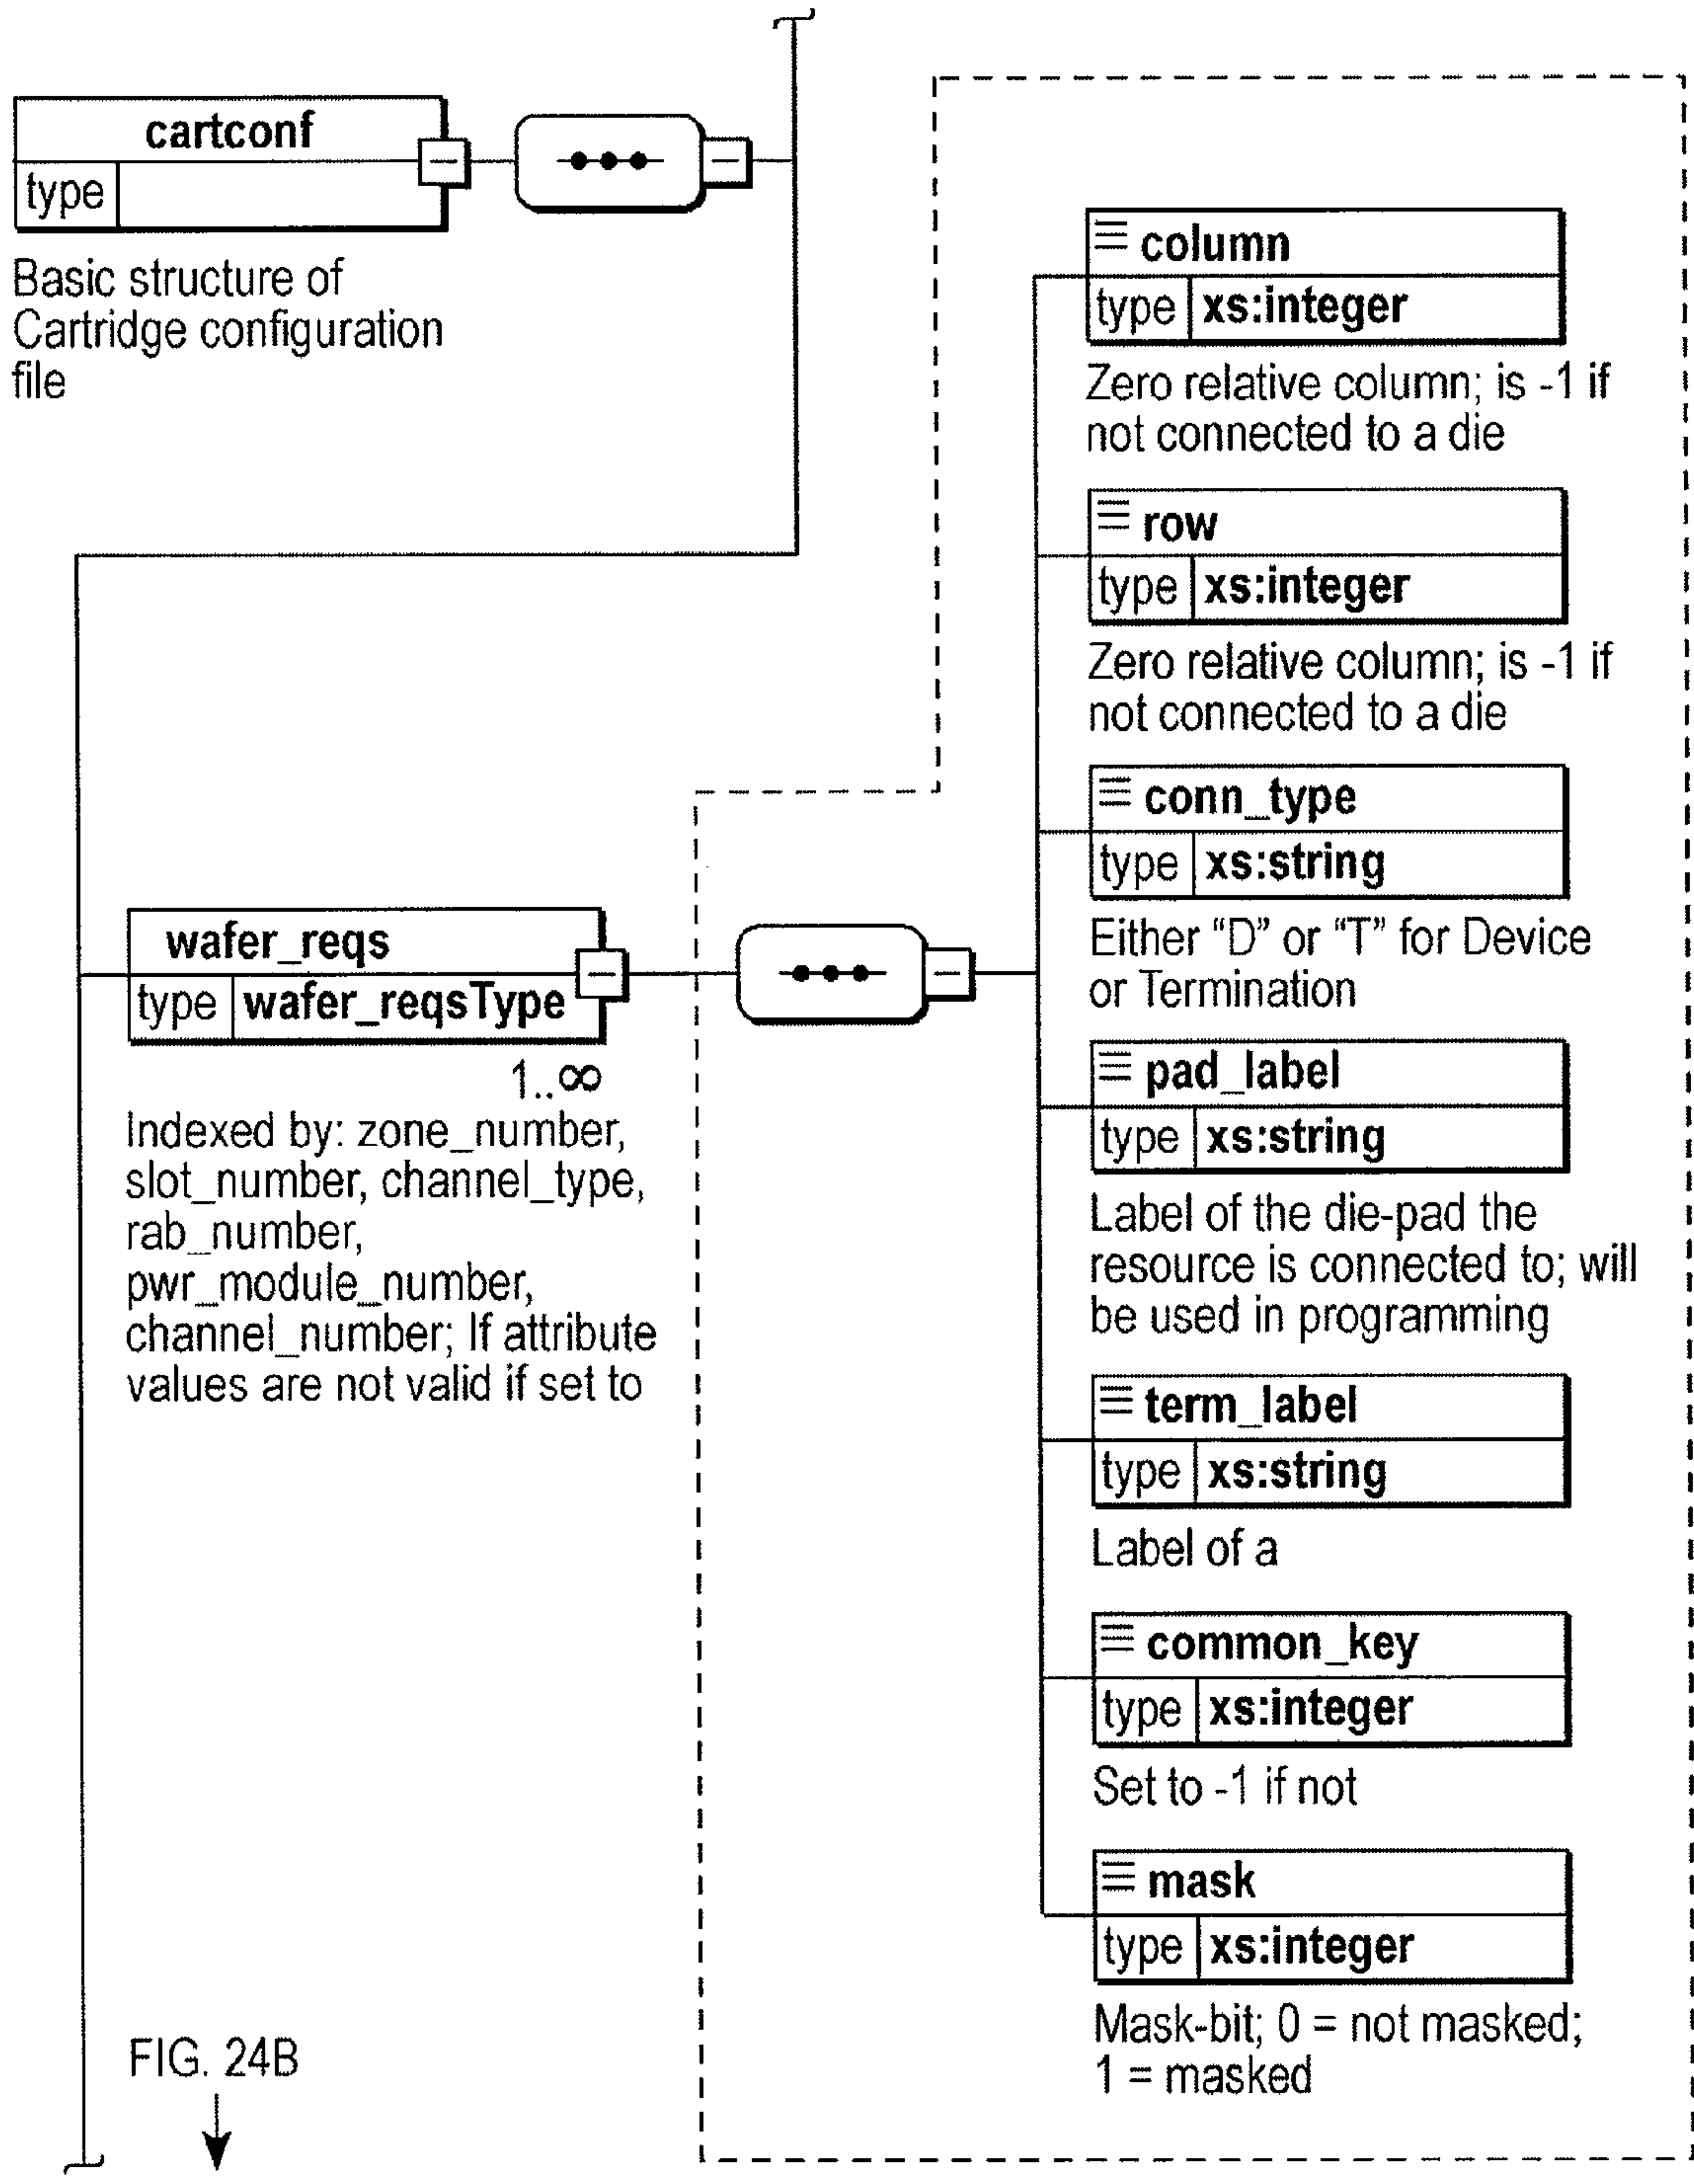 cartconf
type
Basic structure of
Cartridge configuration
file
column
type xs:integer
Zero relative column; is -1 if
not connected to a die
row
type xs:integer
Zero relative column; is -1 if
not connected to a die
conn_type
type xs:string
Either “D” or “T” for Device
or Termination
wafer_reqs
type wafer_reqsType
1..∞
Indexed by: zone_number,
slot_number, channel_type,
rab_number,
pwr_module_number,
channel_number; If attribute
values are not valid if set to
pad_label
type xs:string
Label of the die-pad the
resource is connected to; will
be used in programming
term_label
type xs:string
Label of a
common_key
type xs:integer
Set to -1 if not
mask
type xs:integer
Mask-bit; 0 = not masked;
1 = masked
FIG. 24B